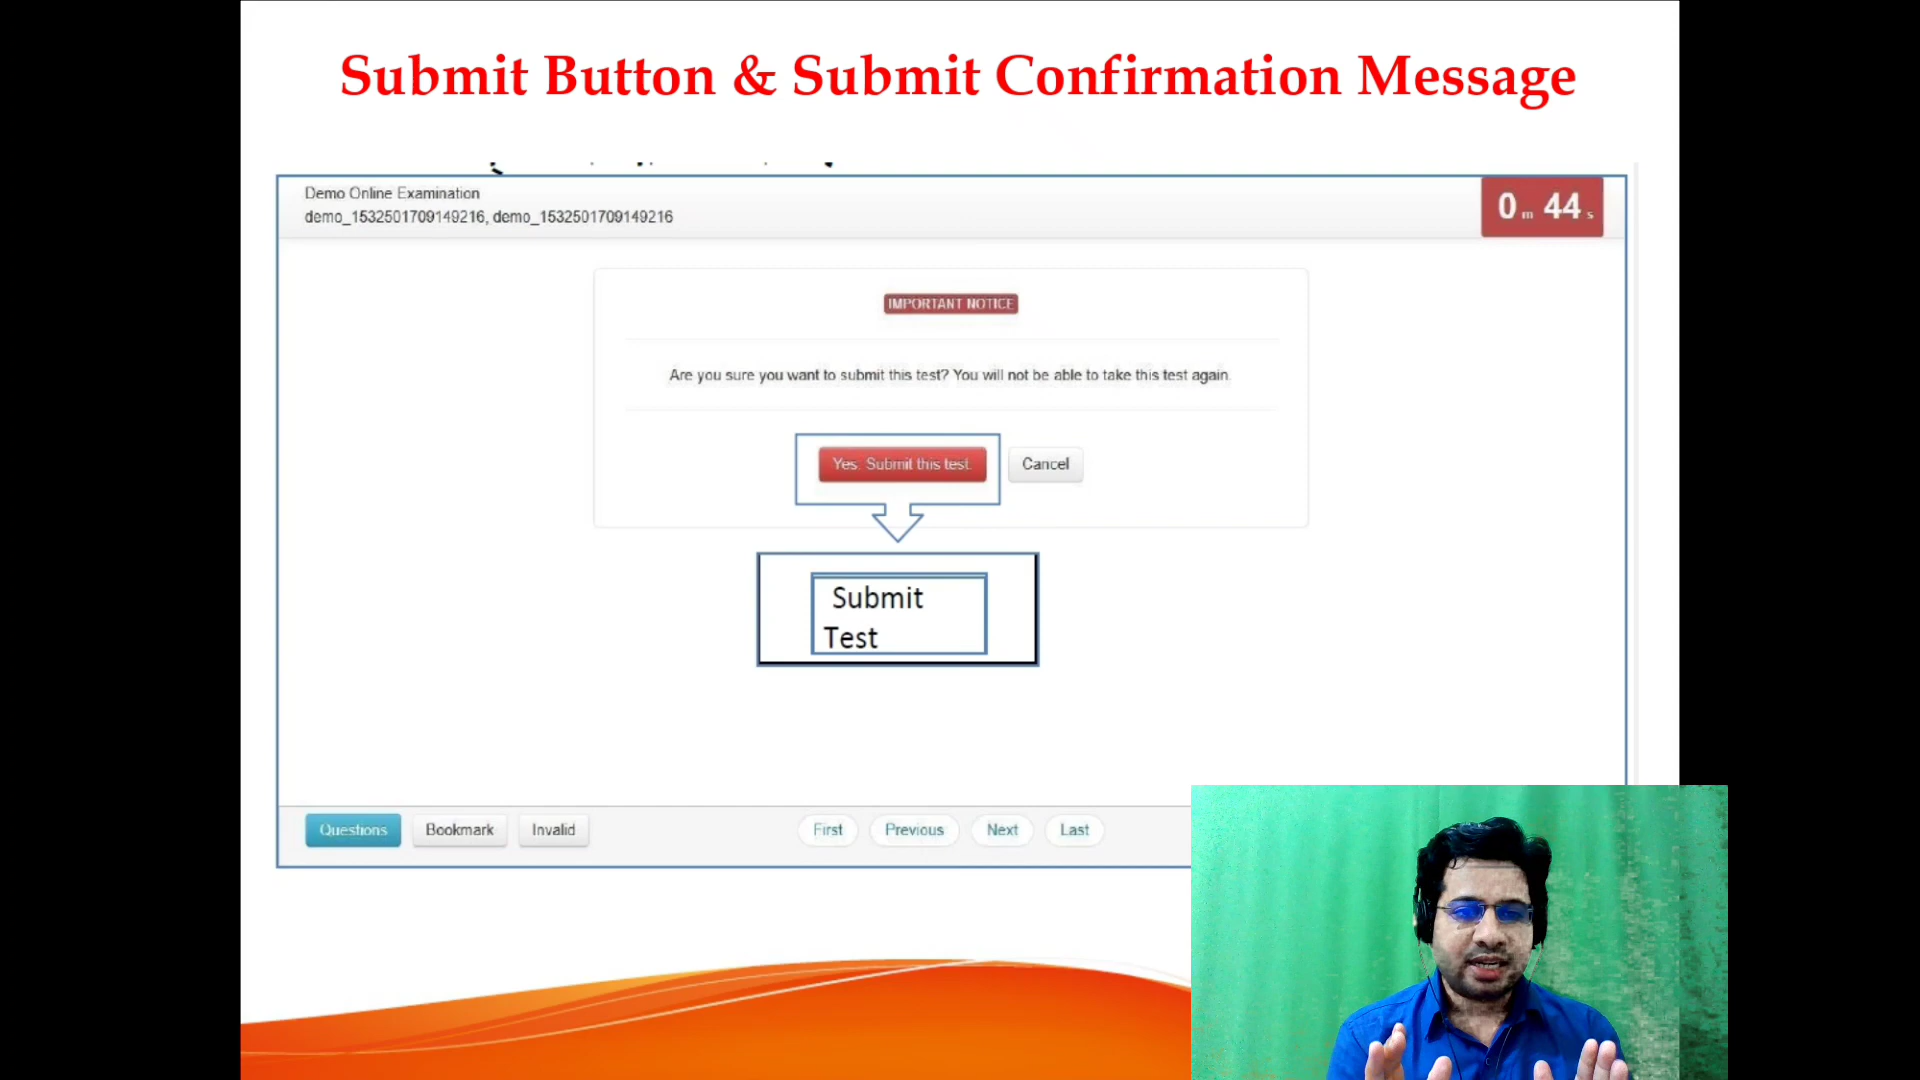 Submit Button & Submit Confirmation Message
Demo Online Examination
demo_1532501709149216, demo_1532501709149216
0 m 44 s
IMPORTANT NOTICE
Are you sure you want to submit this test? You will not be able to take this test again.
Yes. Submit this test.
Cancel
Submit
Test
Questions
Bookmark
Invalid
First
Previous
Next
Last